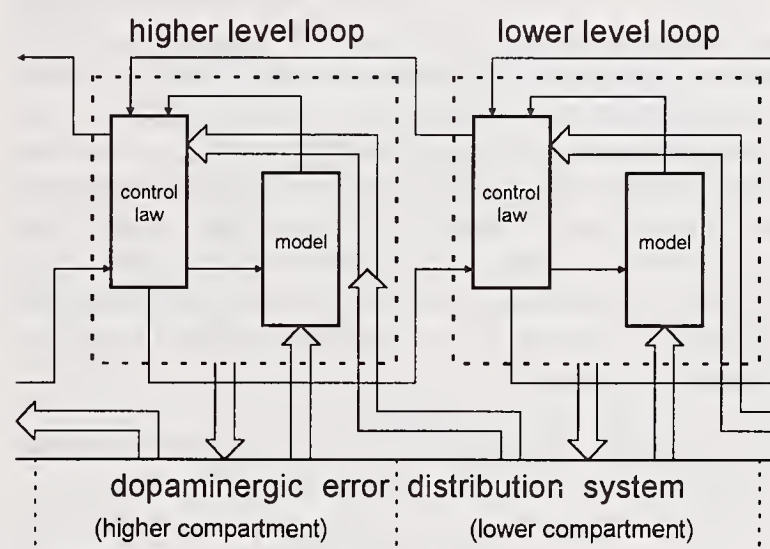 higher level loop
lower level loop
control
law
model
control
law
model
dopaminergic error distribution system
(higher compartment)
(lower compartment)